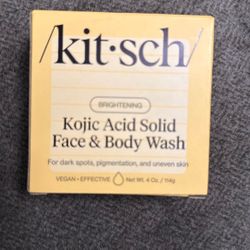 /kit·sch/
BRIGHTENING
Kojic Acid Solid
Face & Body Wash
For dark spots, pigmentation, and uneven skin
VEGAN • EFFECTIVE Net Wt. 4 Oz. / 114g